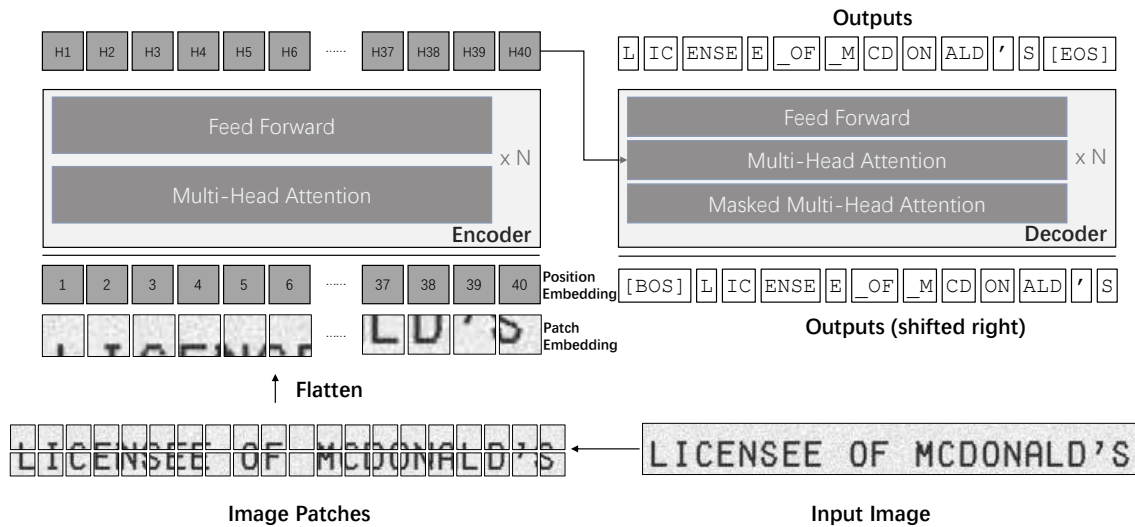 H1 H2 H3 H4 H5 H6 ...... H37 H38 H39 H40
Feed Forward
Multi-Head Attention
x N
Encoder
1 2 3 4 5 6 ...... 37 38 39 40
Position Embedding
LICENSE ...... LD'S
Patch Embedding
Flatten
LICENSEE OF MCDONALD'S
Image Patches
Outputs
L IC ENSE E _OF _M CD ON ALD ' S [EOS]
Feed Forward
Multi-Head Attention
Masked Multi-Head Attention
x N
Decoder
[BOS] L IC ENSE E _OF _M CD ON ALD ' S
Outputs (shifted right)
LICENSEE OF MCDONALD'S
Input Image